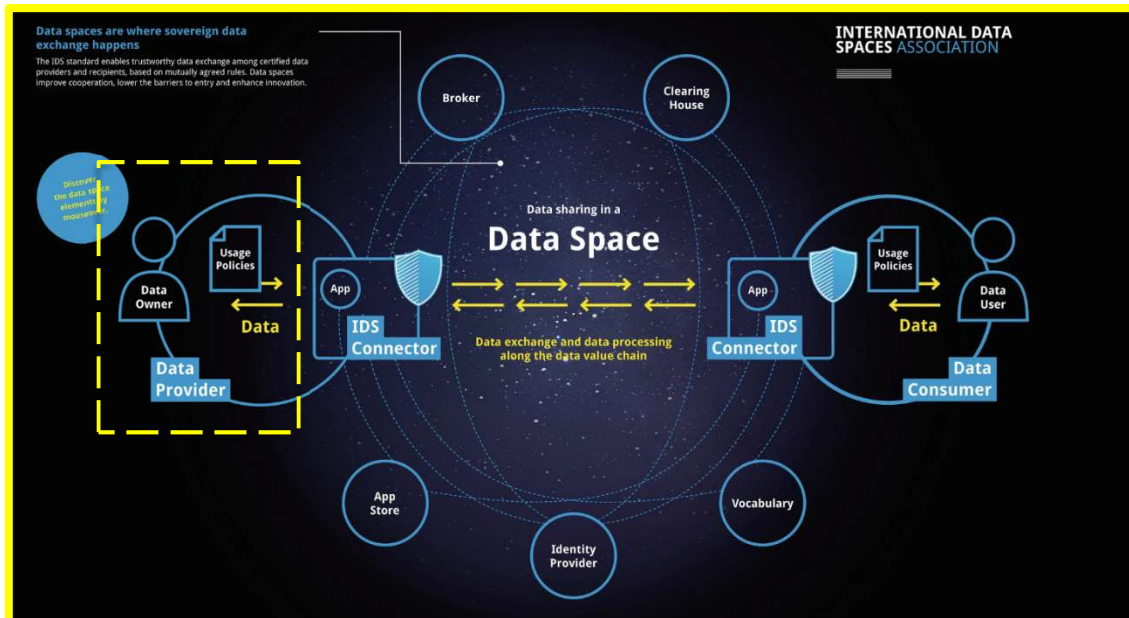 Data spaces are where sovereign data
exchange happens
The IDS standard enables trustworthy data exchange among certified data
providers and recipients, based on mutually agreed rules. Data spaces
improve cooperation, lower the barriers to entry and enhance innovation.
INTERNATIONAL DATA
SPACES ASSOCIATION
Broker
Clearing
House
Discover
the data space
elements by
mouseover.
Data sharing in a
Data Space
Usage
Policies
Data
Owner
Data
Data
Provider
App
IDS
Connector
Data exchange and data processing
along the data value chain
App
IDS
Connector
Usage
Policies
Data
Data
User
Data
Consumer
App
Store
Identity
Provider
Vocabulary